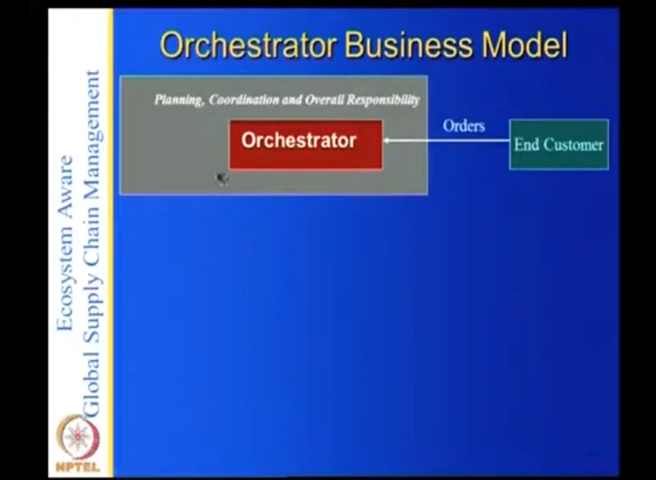 Orchestrator Business Model
Planning, Coordination and Overall Responsibility
Orchestrator
Orders
End Customer
Ecosystem Aware
Global Supply Chain Management
NPTEL